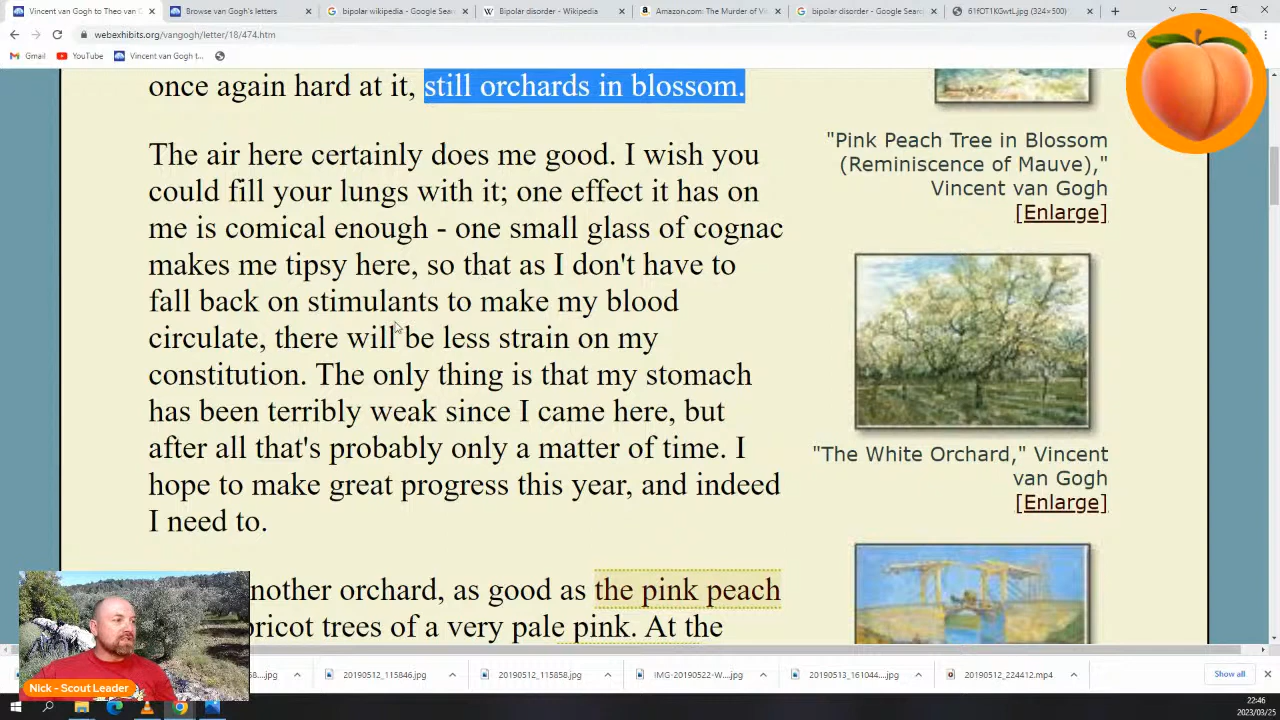 Vincent van Gogh to Theo van G
Browse van Gogh's letters
bipolar wikipedia - Google Sea
Bipolar disorder - Wikipedia
Amazon.com: The Murder of Vi
bipolar disorder - Google Sear
61fOT1KGwtL.jpg (324×500)
webexhibits.org/vangogh/letter/18/474.htm
Gmail
YouTube
Vincent van Gogh t...
once again hard at it, still orchards in blossom.
The air here certainly does me good. I wish you
could fill your lungs with it; one effect it has on
me is comical enough - one small glass of cognac
makes me tipsy here, so that as I don't have to
fall back on stimulants to make my blood
circulate, there will be less strain on my
constitution. The only thing is that my stomach
has been terribly weak since I came here, but
after all that's probably only a matter of time. I
hope to make great progress this year, and indeed
I need to.
nother orchard, as good as the pink peach
pricot trees of a very pale pink. At the
"Pink Peach Tree in Blossom
(Reminiscence of Mauve),"
Vincent van Gogh
[Enlarge]
"The White Orchard," Vincent
van Gogh
[Enlarge]
Nick - Scout Leader
8....jpg
20190512_115846.jpg
20190512_115858.jpg
IMG-20190522-W....jpg
20190513_161044....jpg
20190512_224412.mp4
Show all
22:46
2023/03/25